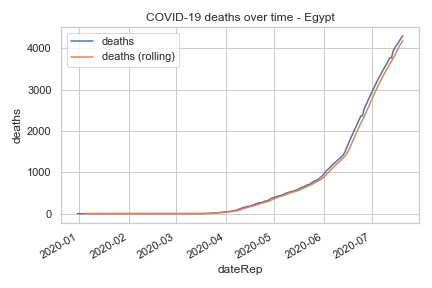 COVID-19 deaths over time - Egypt
deaths
deaths (rolling)
deaths
4000
3000
2000
1000
0
2020-01
2020-02
2020-03
2020-04
2020-05
2020-06
2020-07
dateRep